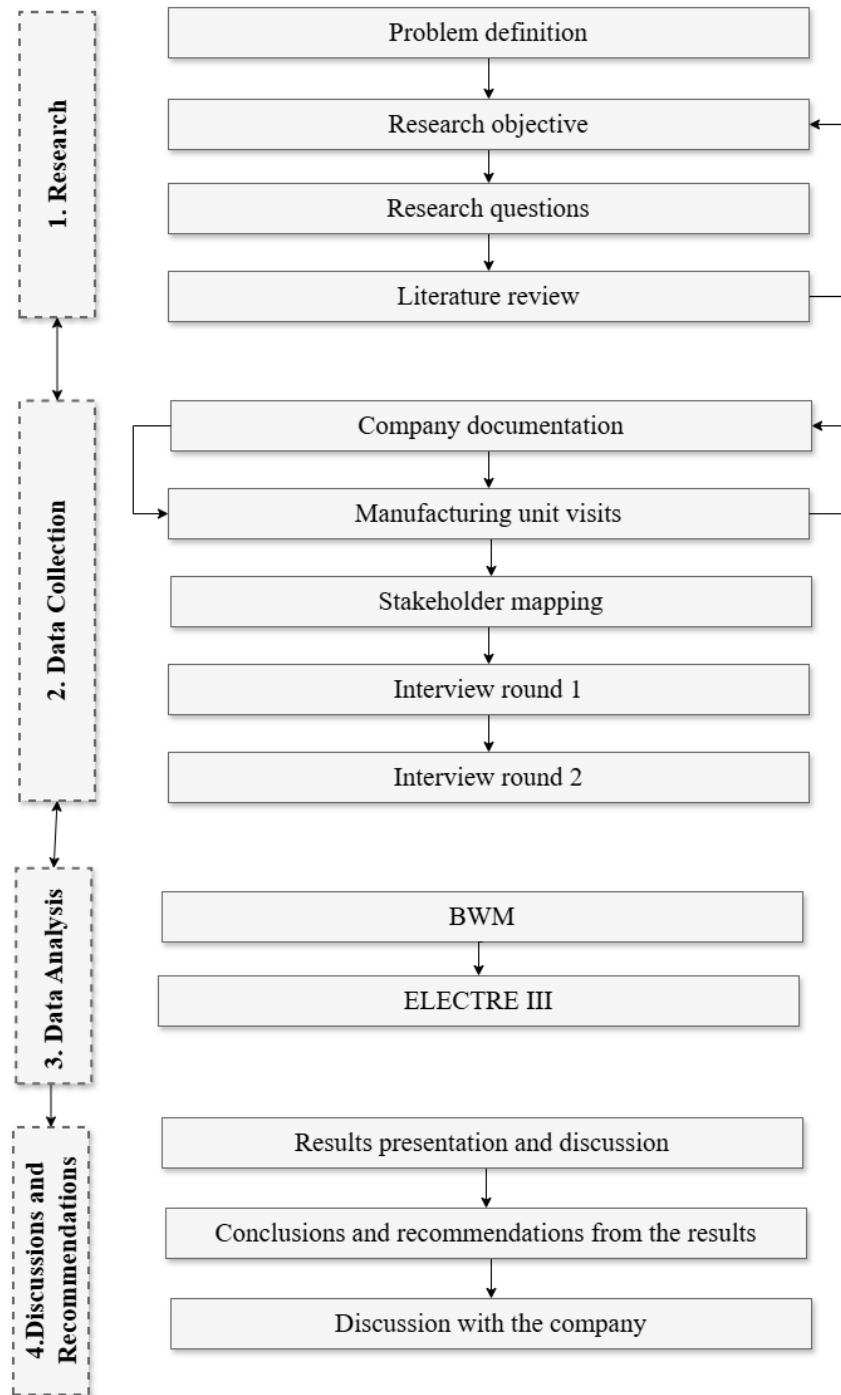 1. Research
Problem definition
Research objective
Research questions
Literature review
2. Data Collection
Company documentation
Manufacturing unit visits
Stakeholder mapping
Interview round 1
Interview round 2
3. Data Analysis
BWM
ELECTRE III
4.Discussions and
Recommendations
Results presentation and discussion
Conclusions and recommendations from the results
Discussion with the company